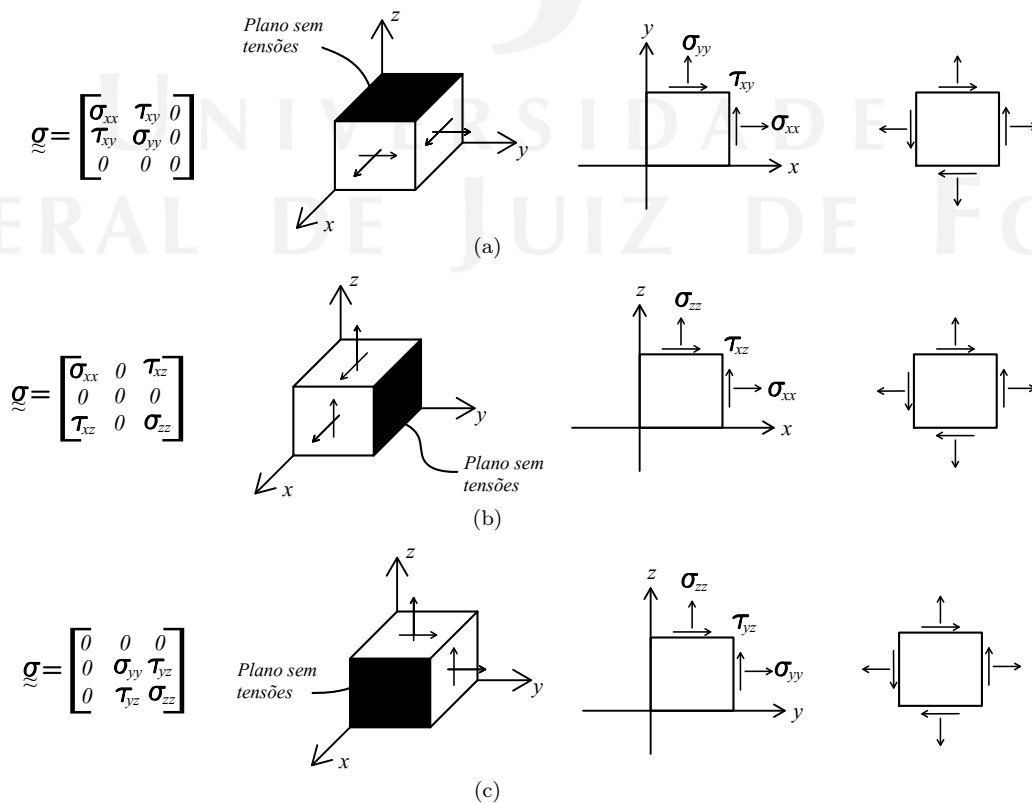 Plano sem
tensões
z
y
x
σ = [σxx τxy 0
τxy σyy 0
0 0 0]
y
σyy
τxy
σxx
x
(a)
UNIVERSIDADE
ERAL DE JUIZ DE FO
σ = [σxx 0 τxz
0 0 0
τxz 0 σzz]
z
y
x
Plano sem
tensões
z
σzz
τxz
σxx
x
(b)
σ = [0 0 0
0 σyy τyz
0 τyz σzz]
z
Plano sem
tensões
y
x
z
σzz
τyz
σyy
y
(c)